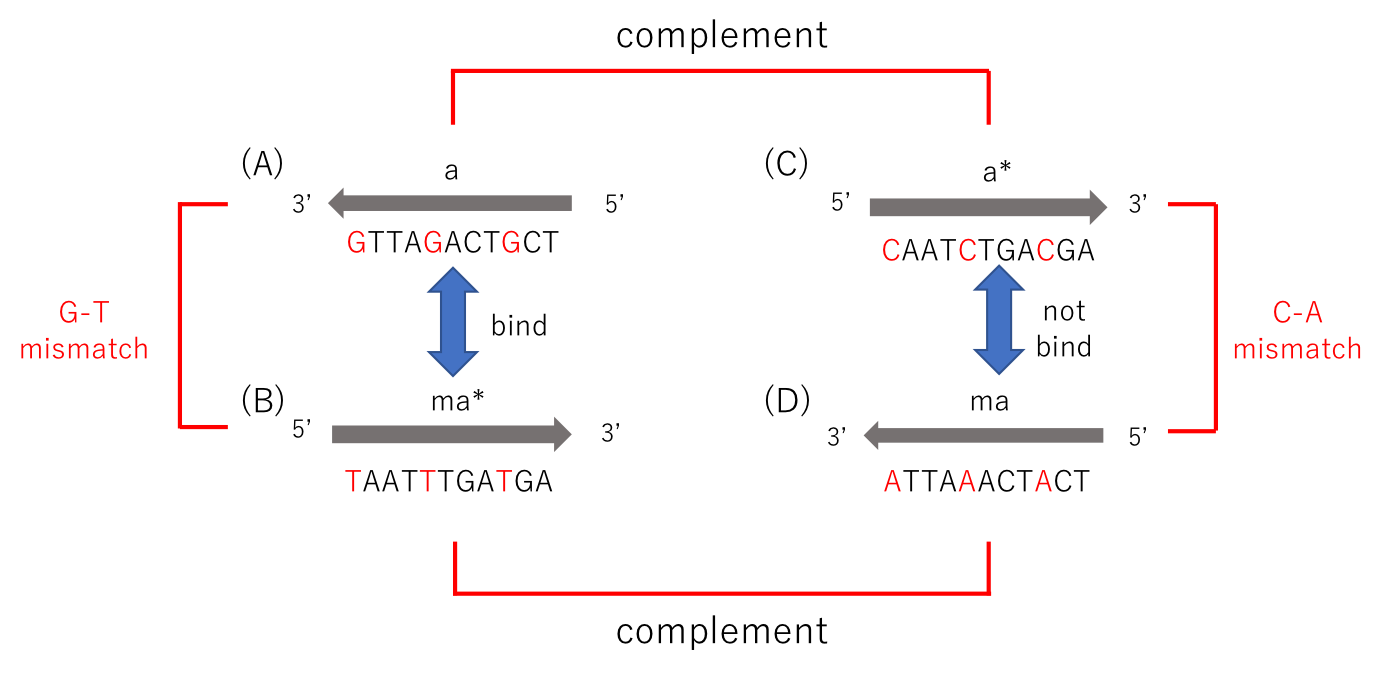 complement
(A)
a
3’
5’
GTTAGACTGCT
(C)
a*
5’
3’
CAATCTGACGA
G-T
mismatch
bind
not
bind
C-A
mismatch
(B)
ma*
5’
3’
TAATTTGATGA
(D)
ma
3’
5’
ATTAAACTACT
complement